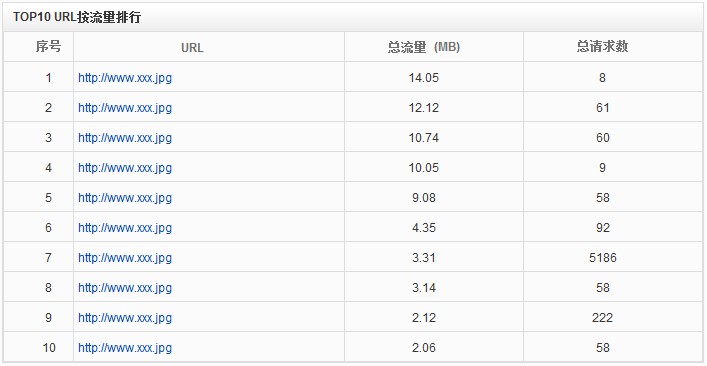 TOP10 URL按流量排行
序号 URL 总流量 (MB) 总请求数
1 http://www.xxx.jpg 14.05 8
2 http://www.xxx.jpg 12.12 61
3 http://www.xxx.jpg 10.74 60
4 http://www.xxx.jpg 10.05 9
5 http://www.xxx.jpg 9.08 58
6 http://www.xxx.jpg 4.35 92
7 http://www.xxx.jpg 3.31 5186
8 http://www.xxx.jpg 3.14 58
9 http://www.xxx.jpg 2.12 222
10 http://www.xxx.jpg 2.06 58